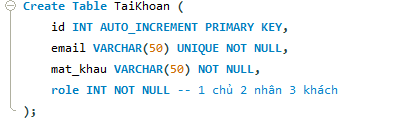 Create Table TaiKhoan (
id INT AUTO_INCREMENT PRIMARY KEY,
email VARCHAR(50) UNIQUE NOT NULL,
mat_khau VARCHAR(50) NOT NULL,
role INT NOT NULL -- 1 chủ 2 nhân 3 khách
);